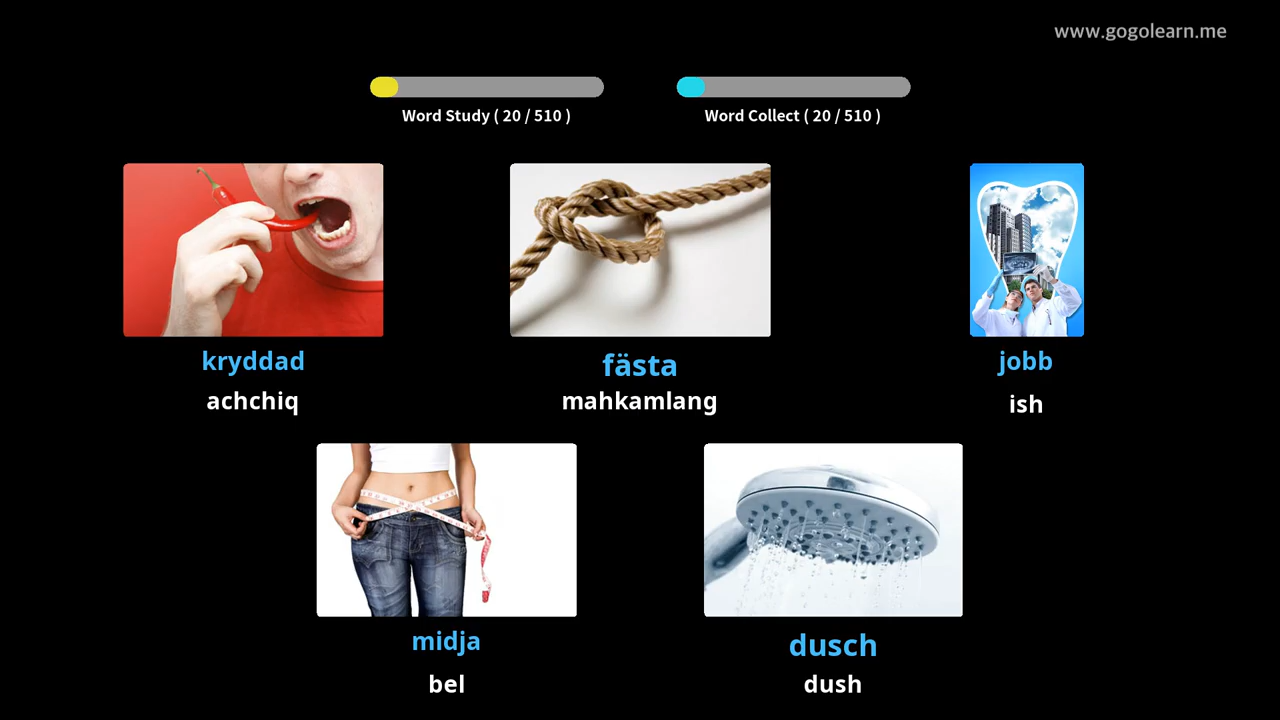 www.gogolearn.me
Word Study ( 20 / 510 )
Word Collect ( 20 / 510 )
kryddad
achchiq
fästa
mahkamlang
jobb
ish
midja
bel
dusch
dush